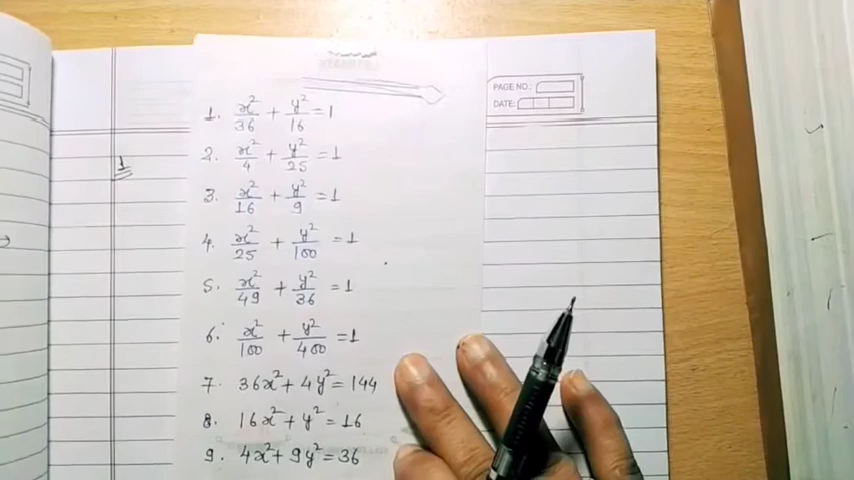 PAGE NO.:
DATE:
1
1. x²/36 + y²/16 = 1
2. x²/4 + y²/25 = 1
3. x²/16 + y²/9 = 1
4. x²/25 + y²/100 = 1
5. x²/49 + y²/36 = 1
6. x²/100 + y²/400 = 1
7. 36x² + 4y² = 144
8. 16x² + y² = 16
9. 4x² + 9y² = 36